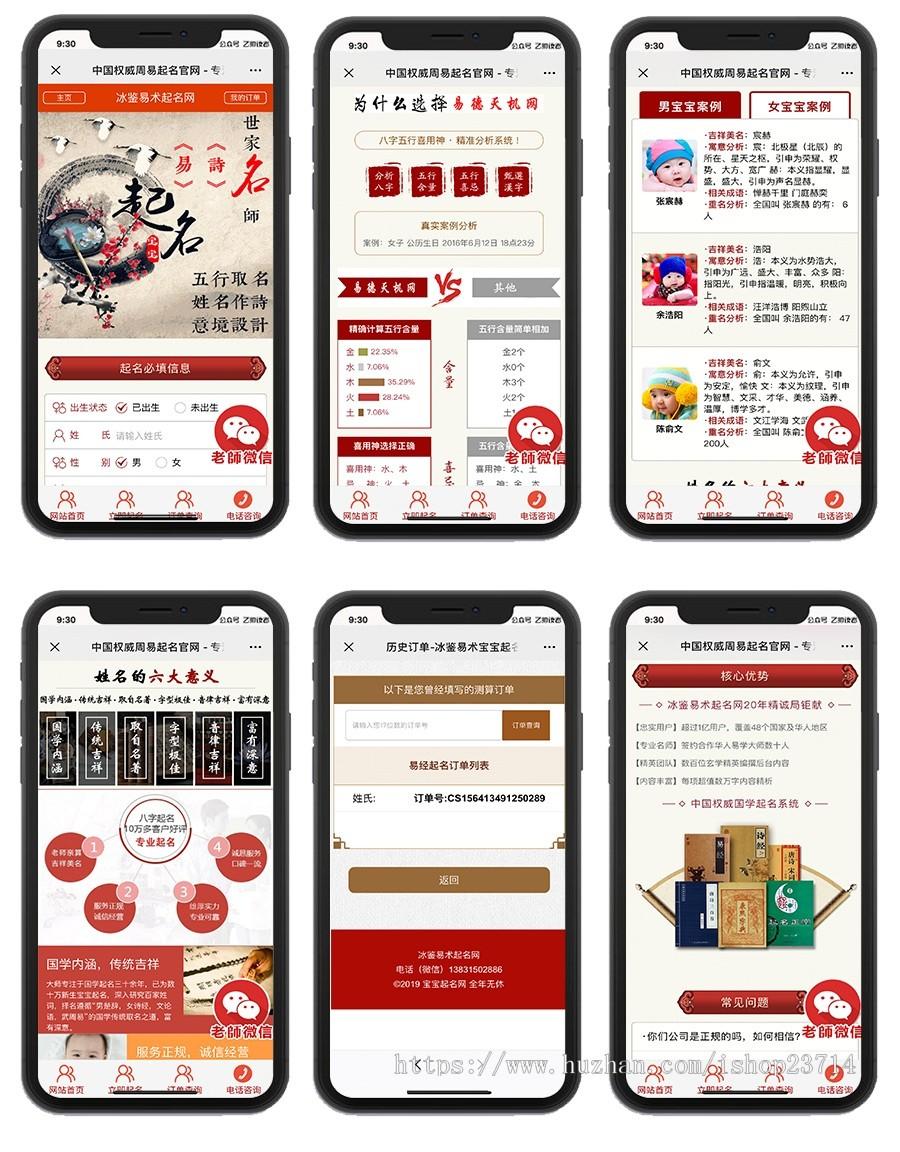 9:30
公众号
中国权威周易起名官网 - 专
主页
冰鉴易术起名网
我的订单
世家名師
《易》《詩》
起名
宝宝
五行取名
姓名作詩
意境設計
起名必填信息
出生状态 已出生 未出生
姓 氏 请输入姓氏
性 别 男 女
老師微信
网站首页 立即起名 订单查询 电话咨询
9:30
公众号
中国权威周易起名官网 - 专
为什么选择易德天机网
八字五行喜用神·精准分析系统!
分析八字
五行含量
五行喜忌
甄選漢字
真实案例分析
案例:女子 公历生日 2016年6月12日 18点23分
易德天机网 VS 其他
精确计算五行含量
金 22.35%
水 7.06%
木 35.29%
火 28.24%
土 7.06%
含量
五行含量简单相加
金2个
水0个
木3个
火2个
土1
喜用神选择正确
喜用神:水、木
喜忌
五行含
喜用神:水、土
老師微信
网站首页 立即起名 订单查询 电话咨询
9:30
公众号
中国权威周易起名官网 - 专
男宝宝案例
女宝宝案例
张宸赫
·吉祥美名:宸赫
·寓意分析:宸:北极星(北辰)的
所在、星天之枢,引申为荣耀、权
势、大方、宽广 赫:本义指显耀,显
盛,盛大,引申为声名显赫。
·相关成语:惮赫千里 门庭赫奕
·重名分析:全国叫 张宸赫 的有: 6
人
余浩阳
·吉祥美名:浩阳
·寓意分析:浩:本义为水势浩大,
引申为广远、盛大、丰富、众多 阳:
指阳光,引申指温暖,明亮,积极向
上。
·相关成语:汪洋浩博 阳煦山立
·重名分析:全国叫 余浩阳的有: 47
人
陈俞文
·吉祥美名:俞文
·寓意分析:俞:本义为允许,引申
为安定,愉快 文:本义为纹理,引申
为智慧、文采、才华、美德、涵养、
温厚,博学多才。
·相关成语:文江学海 文
·重名分析:全国叫 陈俞
200人
姓名的六大意义
老師微信
网站首页 立即起名 订单查询 电话咨询
9:30
公众号
中国权威周易起名官网 - 专
姓名的六大意义
国学内涵·传统吉祥·取自名著·字型极佳·音律吉祥·富有深意
国学内涵
传统吉祥
取自名著
字型极佳
音律吉祥
富有深意
八字起名
10万多客户好评
专业起名
老师亲算
吉祥美名
1
服务正规
诚信经营
2
3
雄厚实力
专业可靠
4
诚恳服务
口碑一流
国学内涵,传统吉祥
大师专注于国学起名三十余年,已为数
十万新生宝宝起名,深入研究百家姓
词,择名遵循“男楚辞,女诗经,文论
语,武周易”的国学传统取名之道,富
有深意。
服务正规,诚信经营
老師微信
网站首页 立即起名 订单查询 电话咨询
9:30
公众号
历史订单-冰鉴易术宝宝起名
以下是您曾经填写的测算订单
请输入您17位数的订单号
订单查询
易经起名订单列表
姓氏: 订单号:CS156413491250289
返回
冰鉴易术起名网
电话(微信)13831502886
©2019 宝宝起名网 全年无休
9:30
公众号
中国权威周易起名官网 - 专
核心优势
冰鉴易术起名网20年精诚局钜献
【忠实用户】超过1亿用户,覆盖48个国家及华人地区
【专业名师】签约合作华人易学大师数十人
【精英团队】数百位玄学精英编撰后台内容
【内容丰富】每项超值数万字内容精析
中国权威国学起名系统
易经
诗经
唐诗
宋词
康熙字典
常见问题
·你们公司是正规的吗,如何相信?
老師微信
网站首页 立即起名 订单查询 电话咨询
https://www.huzhan.com/ishop23714